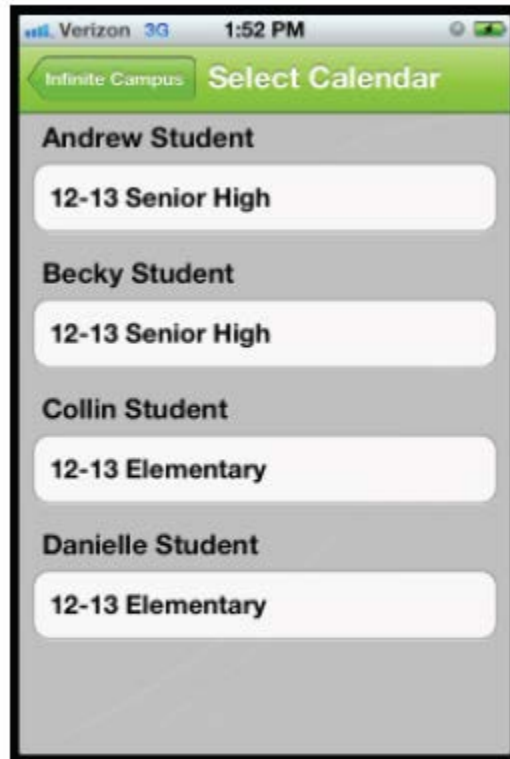 Verizon 3G 1:52 PM
Infinite Campus Select Calendar
Andrew Student
12-13 Senior High
Becky Student
12-13 Senior High
Collin Student
12-13 Elementary
Danielle Student
12-13 Elementary